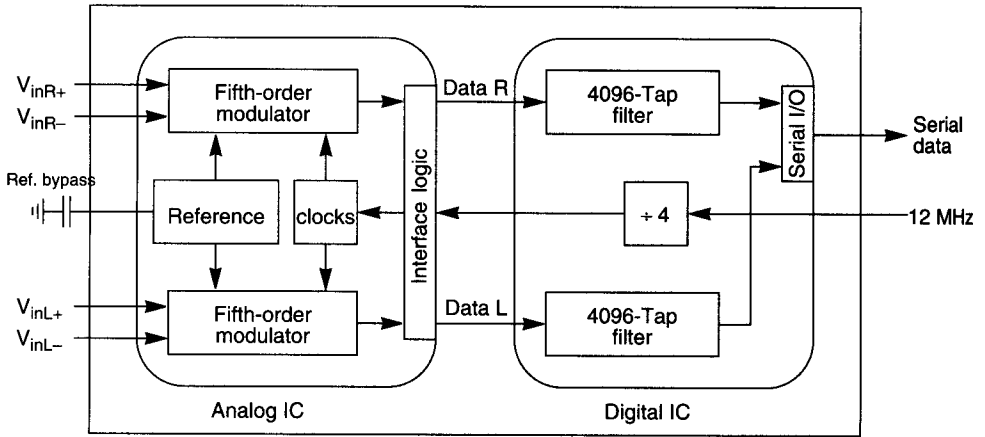 VinR+
VinR–
Fifth-order
modulator
Data R
4096-Tap
filter
Serial I/O
Serial
data
Ref. bypass
Reference
clocks
Interface logic
÷ 4
12 MHz
VinL+
VinL–
Fifth-order
modulator
Data L
4096-Tap
filter
Analog IC
Digital IC